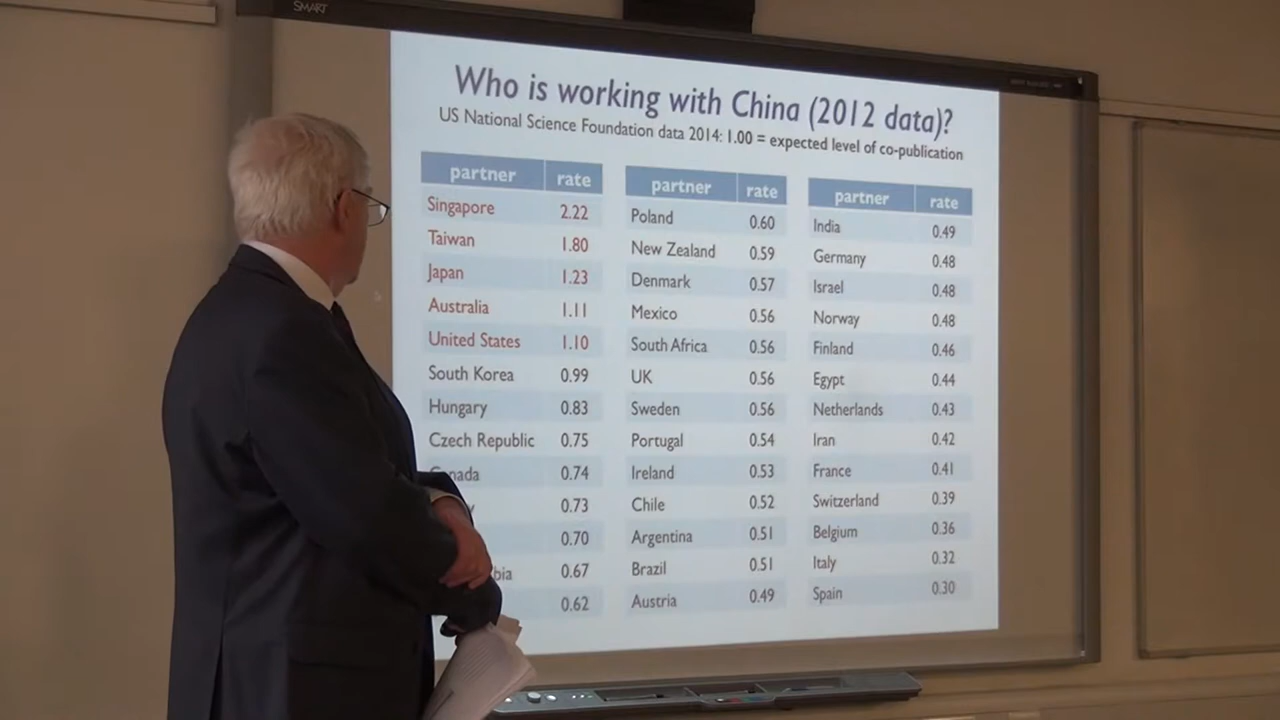 SMART
Who is working with China (2012 data)?
US National Science Foundation data 2014: 1.00 = expected level of co-publication
partner rate
Singapore 2.22
Taiwan 1.80
Japan 1.23
Australia 1.11
United States 1.10
South Korea 0.99
Hungary 0.83
Czech Republic 0.75
nada 0.74
0.73
0.70
bia 0.67
0.62
partner rate
Poland 0.60
New Zealand 0.59
Denmark 0.57
Mexico 0.56
South Africa 0.56
UK 0.56
Sweden 0.56
Portugal 0.54
Ireland 0.53
Chile 0.52
Argentina 0.51
Brazil 0.51
Austria 0.49
partner rate
India 0.49
Germany 0.48
Israel 0.48
Norway 0.48
Finland 0.46
Egypt 0.44
Netherlands 0.43
Iran 0.42
France 0.41
Switzerland 0.39
Belgium 0.36
Italy 0.32
Spain 0.30